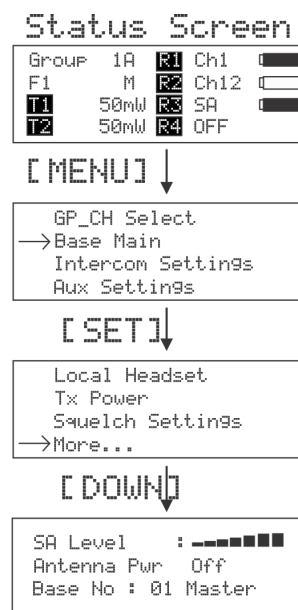 Status Screen
Group 1A R1 Ch1
F1 M R2 Ch12
T1 50mW R3 SA
T2 50mW R4 OFF
[MENU]
GP_CH Select
Base Main
Intercom Settings
Aux Settings
[SET]
Local Headset
Tx Power
Squelch Settings
More...
[DOWN]
SA Level :
Antenna Pwr Off
Base No : 01 Master